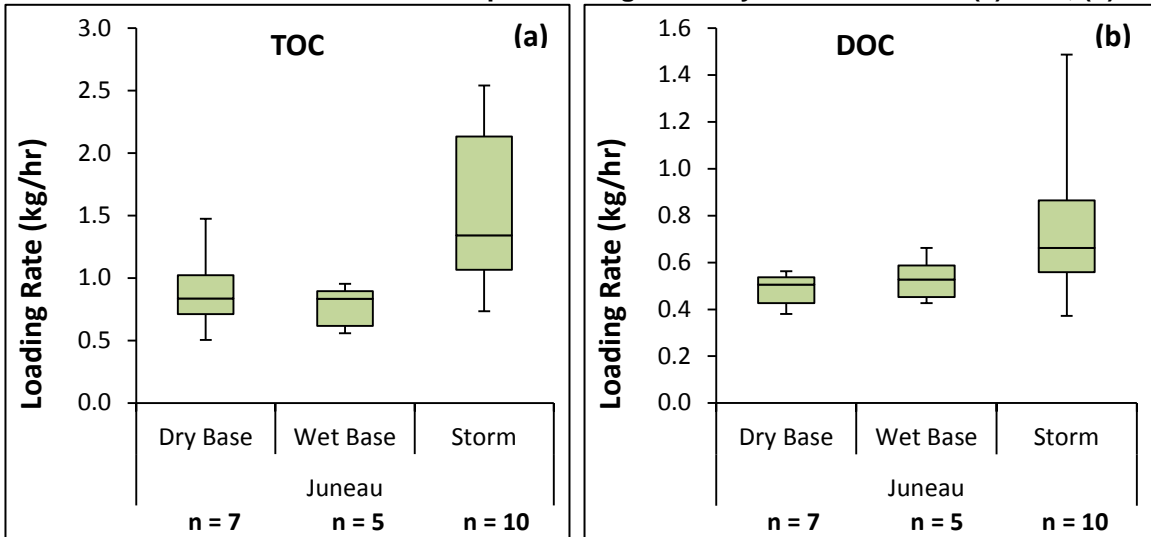 TOC
(a)
Loading Rate (kg/hr)
3.0
2.5
2.0
1.5
1.0
0.5
0.0
Dry Base Wet Base Storm
Juneau
n = 7 n = 5 n = 10
DOC
(b)
Loading Rate (kg/hr)
1.6
1.4
1.2
1.0
0.8
0.6
0.4
0.2
0.0
Dry Base Wet Base Storm
Juneau
n = 7 n = 5 n = 10